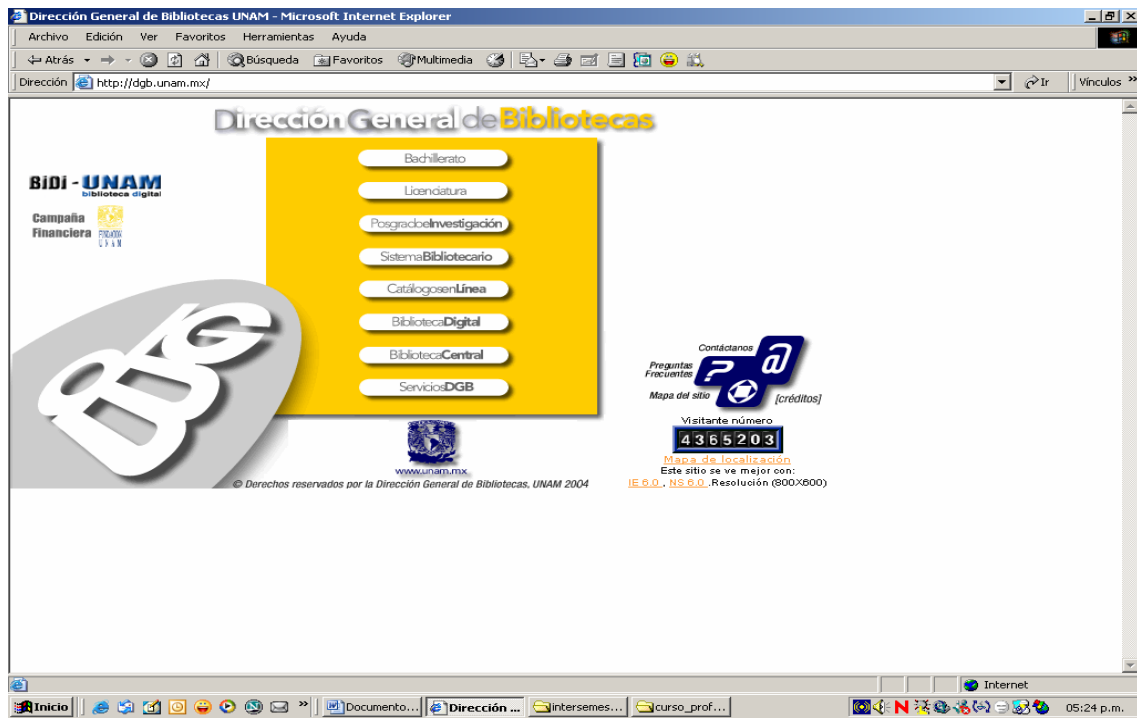 Dirección General de Bibliotecas UNAM - Microsoft Internet Explorer
Archivo Edición Ver Favoritos Herramientas Ayuda
Atrás Búsqueda Favoritos Multimedia
Dirección http://dgb.unam.mx/ Ir Vínculos »
Dirección General de Bibliotecas
BiDi - UNAM
biblioteca digital
Campaña
Financiera
FUNDACION
UNAM
Bachillerato
Licenciatura
PosgradoeInvestigación
SistemaBibliotecario
CatálogosenLínea
BibliotecaDigital
BibliotecaCentral
ServiciosDGB
DGB
Contáctanos
@
Preguntas
Frecuentes
?
Mapa del sitio
[créditos]
Visitante número
4365203
Mapa de localización
Este sitio se ve mejor con:
IE 6.0 , NS 6.0 .Resolución (800X600)
www.unam.mx
© Derechos reservados por la Dirección General de Bibliotecas, UNAM 2004
Internet
Inicio » Documento... Dirección ... intersemes... curso_prof... 05:24 p.m.